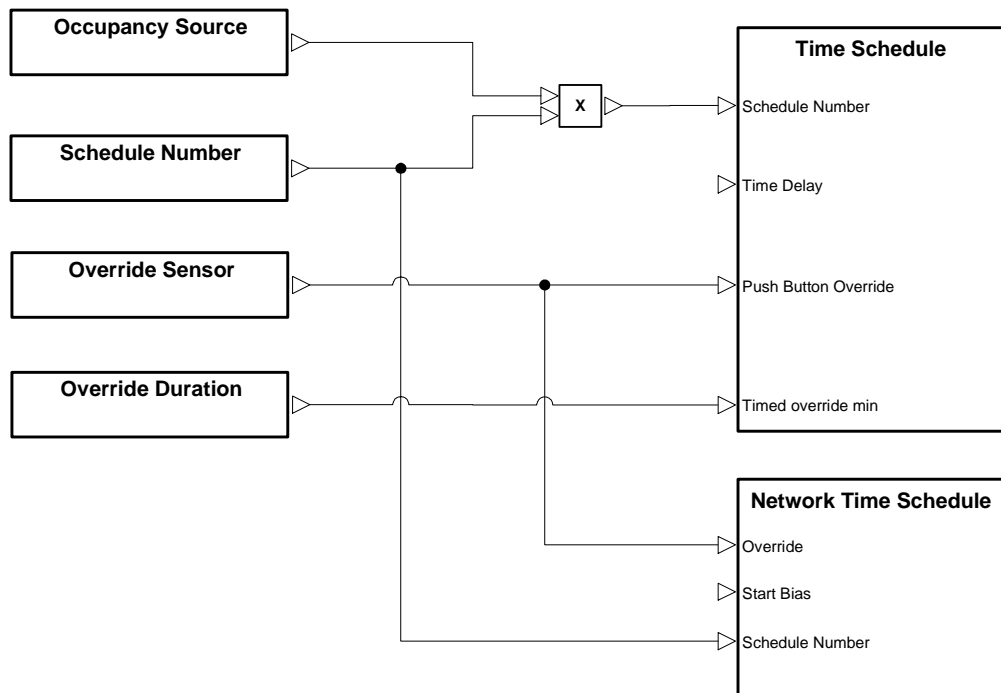 Occupancy Source
Time Schedule
X
Schedule Number
Schedule Number
Time Delay
Override Sensor
Push Button Override
Override Duration
Timed override min
Network Time Schedule
Override
Start Bias
Schedule Number